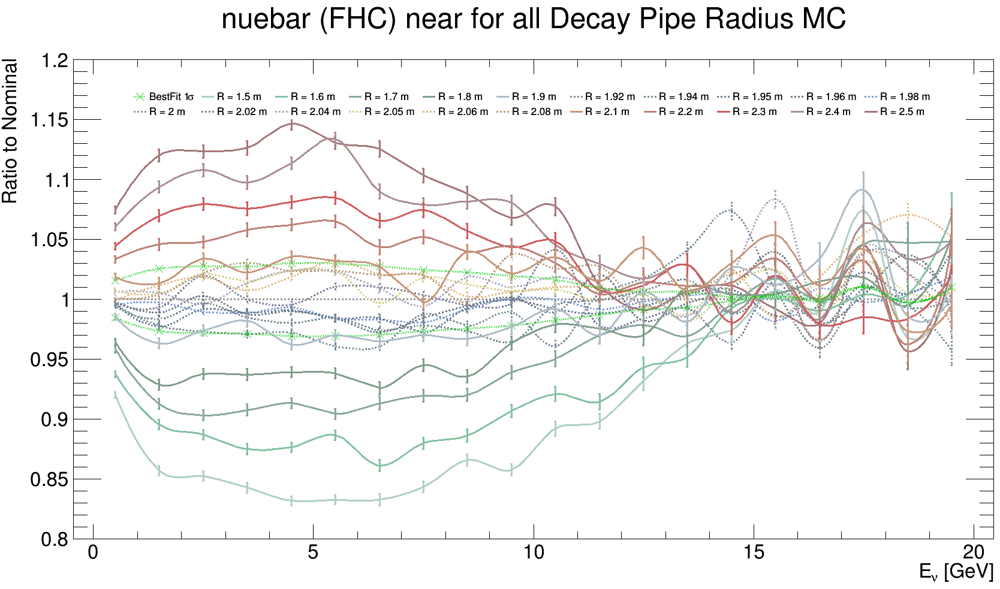 nuebar (FHC) near for all Decay Pipe Radius MC
Ratio to Nominal
1.2
1.15
1.1
1.05
1
0.95
0.9
0.85
0.8
BestFit 1σ R = 1.5 m R = 1.6 m R = 1.7 m R = 1.8 m R = 1.9 m R = 1.92 m R = 1.94 m R = 1.95 m R = 1.96 m R = 1.98 m
R = 2 m R = 2.02 m R = 2.04 m R = 2.05 m R = 2.06 m R = 2.08 m R = 2.1 m R = 2.2 m R = 2.3 m R = 2.4 m R = 2.5 m
0 5 10 15 20
Eν [GeV]